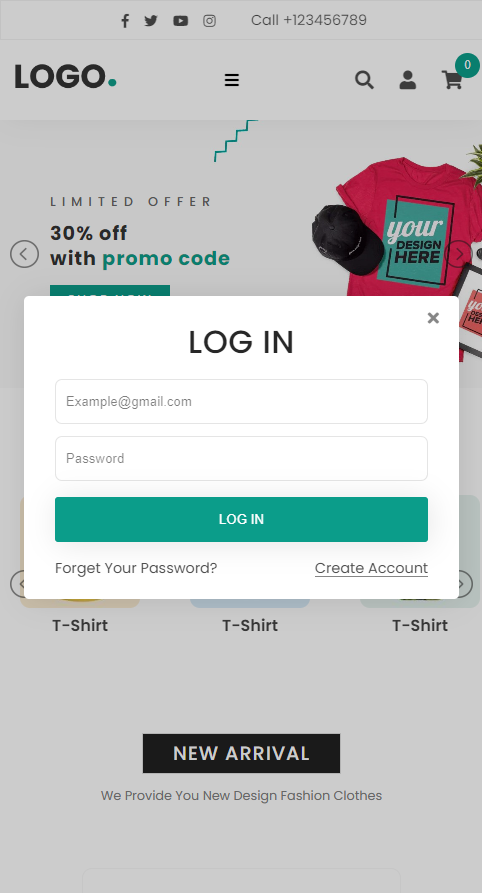 Call +123456789
LOGO.
0
LIMITED OFFER
30% off
with promo code
your
DESIGN
HERE
SHOP NOW
LOG IN
Example@gmail.com
Password
LOG IN
Forget Your Password?
Create Account
T-Shirt
T-Shirt
T-Shirt
NEW ARRIVAL
We Provide You New Design Fashion Clothes